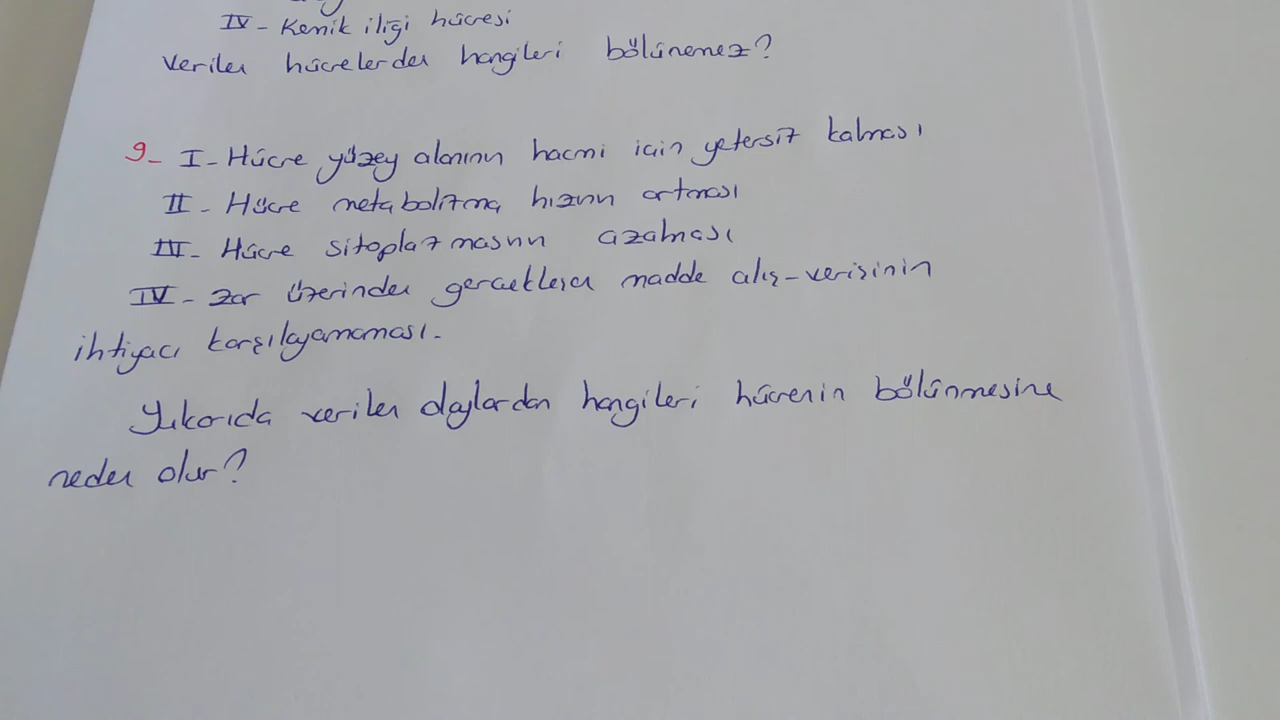 IV - Kemik iliği hücresi
Verilen hücrelerden hangileri bölünemez?
9- I- Hücre yüzey alanının hacmi için yetersiz kalması
II - Hücre metabolizma hızının artması
III - Hücre sitoplazmasının azalması
IV - Zar üzerinden gerçekleşen madde alış-verişinin
ihtiyacı karşılayamaması.
Yukarıda verilen olaylardan hangileri hücrenin bölünmesine
neden olur?